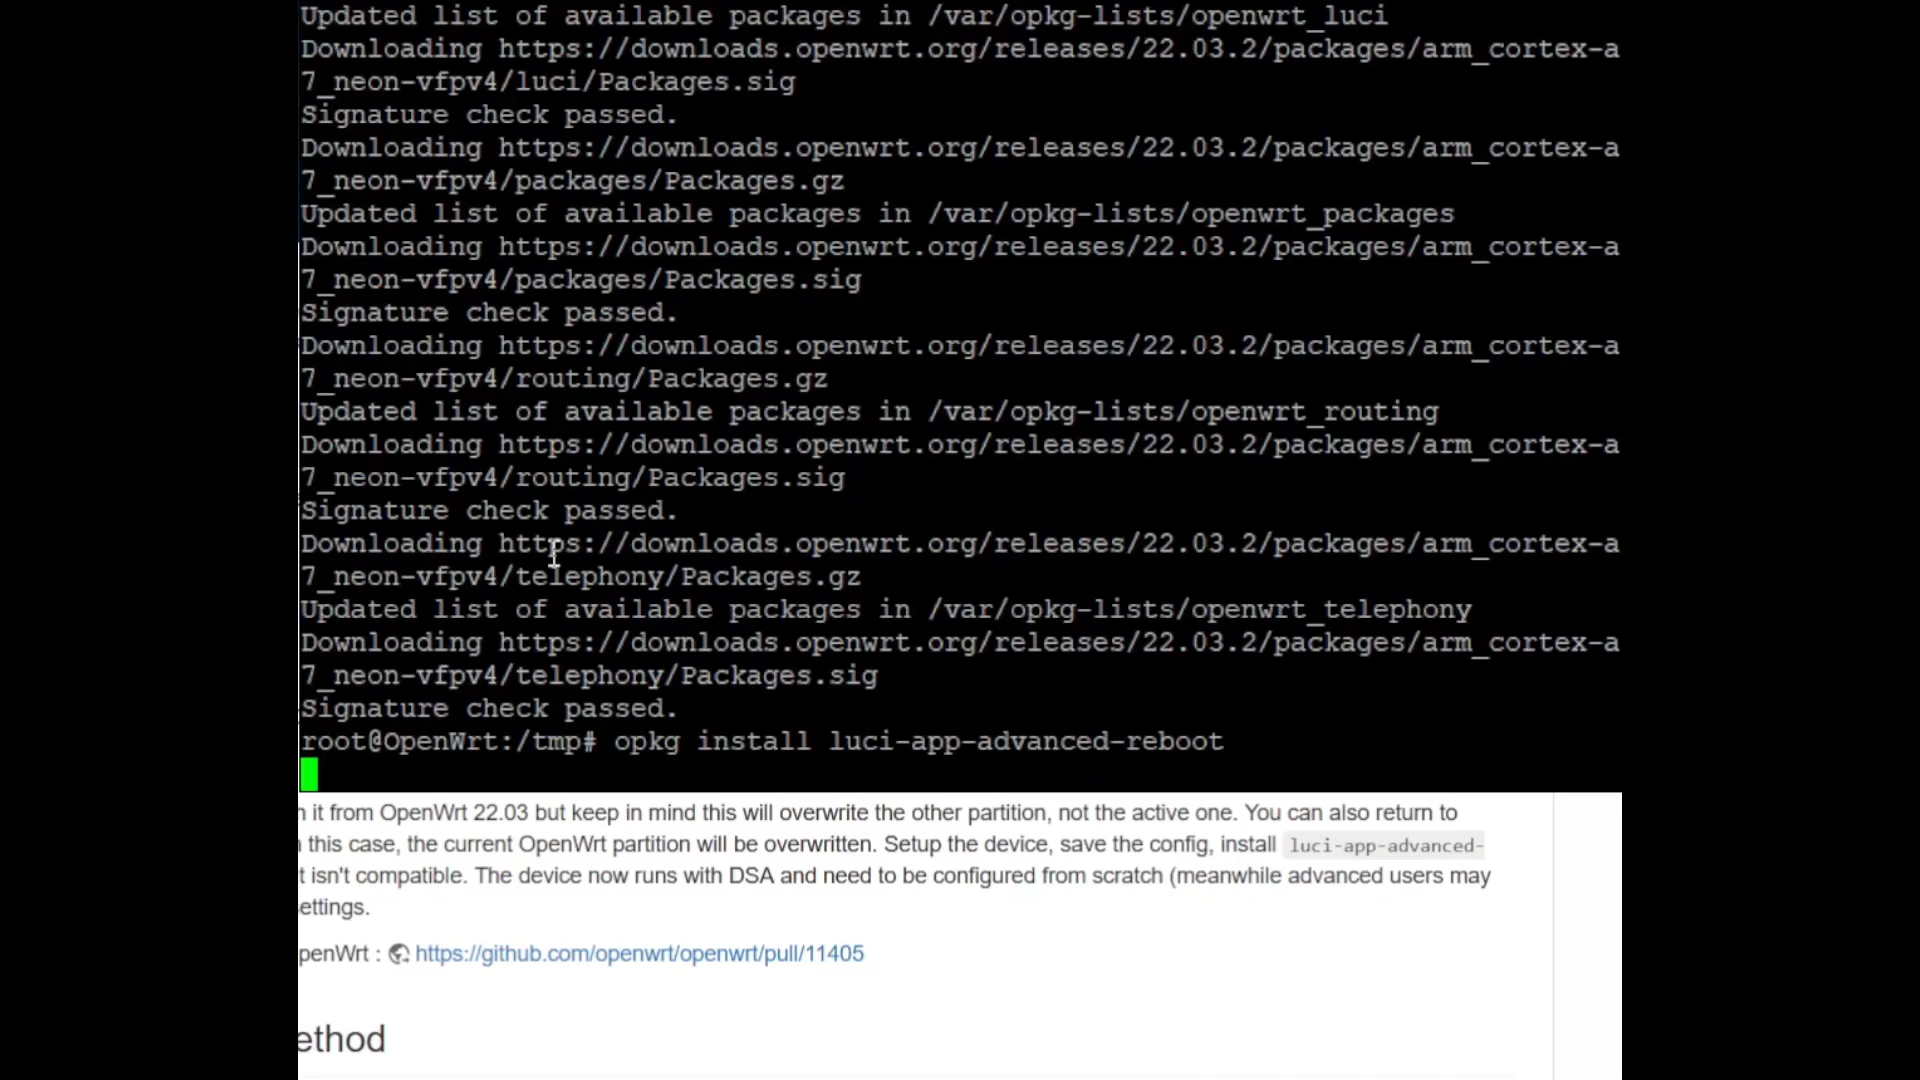 Updated list of available packages in /var/opkg-lists/openwrt_luci
Downloading https://downloads.openwrt.org/releases/22.03.2/packages/arm_cortex-a
7_neon-vfpv4/luci/Packages.sig
Signature check passed.
Downloading https://downloads.openwrt.org/releases/22.03.2/packages/arm_cortex-a
7_neon-vfpv4/packages/Packages.gz
Updated list of available packages in /var/opkg-lists/openwrt_packages
Downloading https://downloads.openwrt.org/releases/22.03.2/packages/arm_cortex-a
7_neon-vfpv4/packages/Packages.sig
Signature check passed.
Downloading https://downloads.openwrt.org/releases/22.03.2/packages/arm_cortex-a
7_neon-vfpv4/routing/Packages.gz
Updated list of available packages in /var/opkg-lists/openwrt_routing
Downloading https://downloads.openwrt.org/releases/22.03.2/packages/arm_cortex-a
7_neon-vfpv4/routing/Packages.sig
Signature check passed.
Downloading https://downloads.openwrt.org/releases/22.03.2/packages/arm_cortex-a
7_neon-vfpv4/telephony/Packages.gz
Updated list of available packages in /var/opkg-lists/openwrt_telephony
Downloading https://downloads.openwrt.org/releases/22.03.2/packages/arm_cortex-a
7_neon-vfpv4/telephony/Packages.sig
Signature check passed.
root@OpenWrt:/tmp# opkg install luci-app-advanced-reboot
it from OpenWrt 22.03 but keep in mind this will overwrite the other partition, not the active one. You can also return to
this case, the current OpenWrt partition will be overwritten. Setup the device, save the config, install luci-app-advanced-
t isn't compatible. The device now runs with DSA and need to be configured from scratch (meanwhile advanced users may
ettings.
penWrt : https://github.com/openwrt/openwrt/pull/11405
ethod